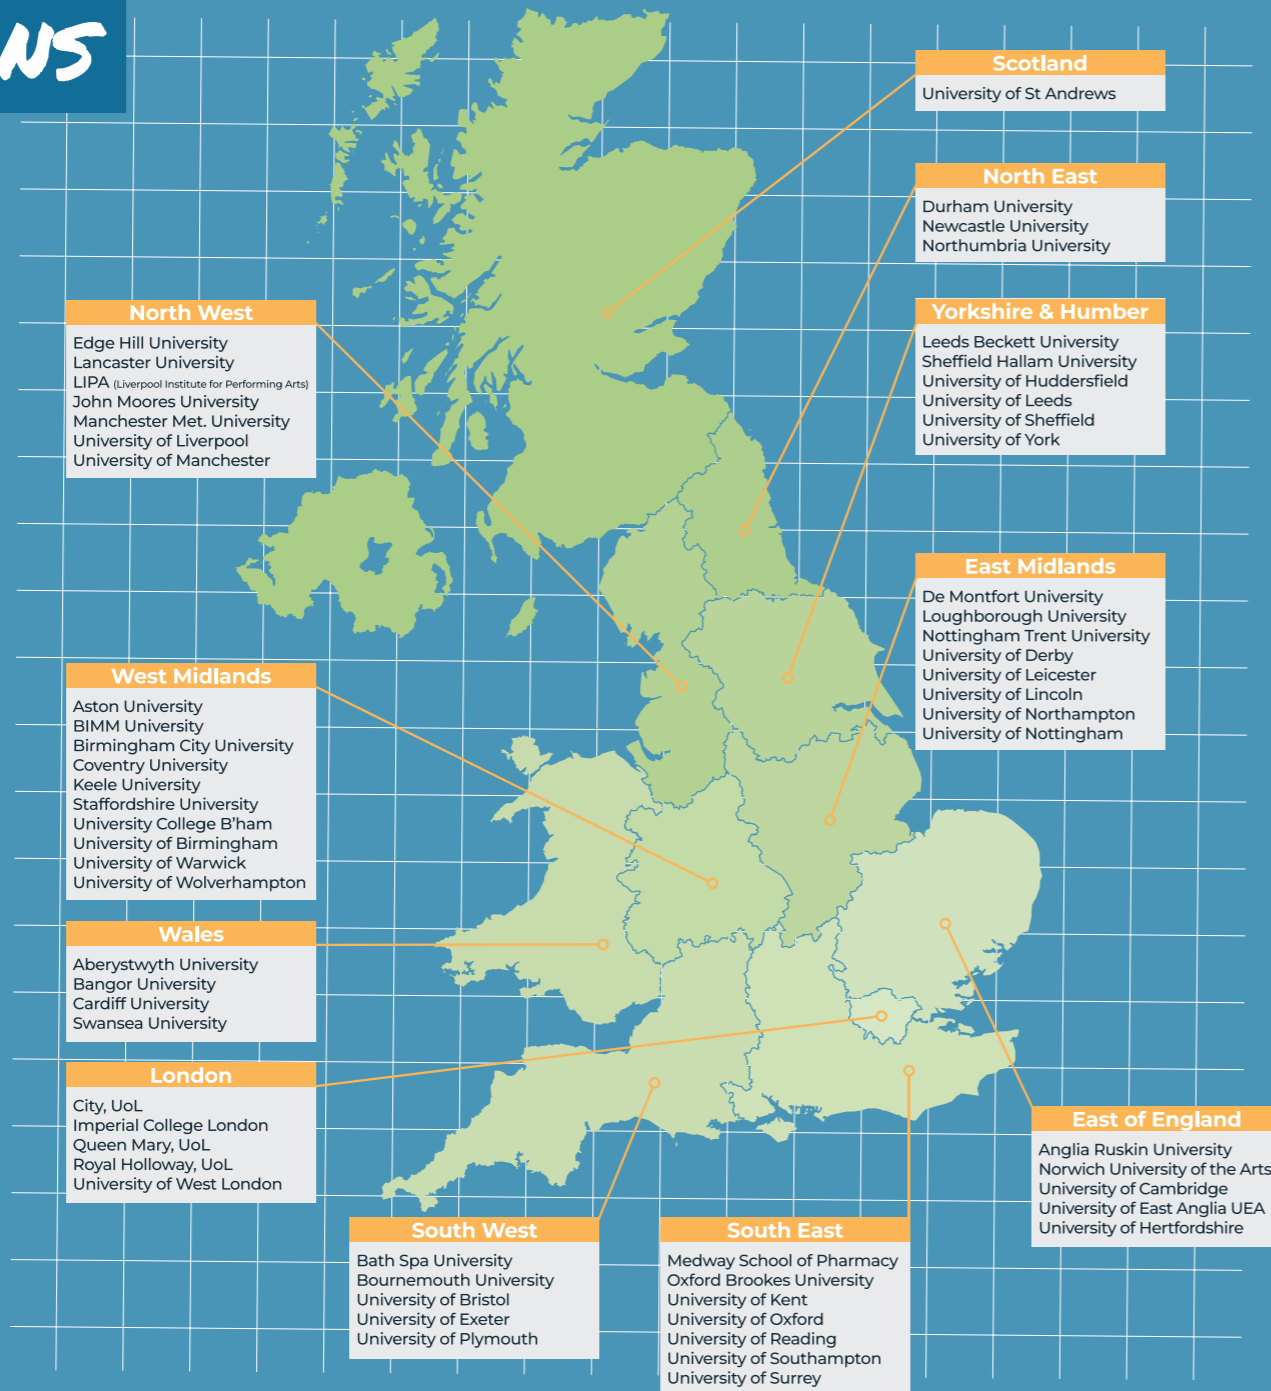 NS
Scotland
University of St Andrews
North East
Durham University
Newcastle University
Northumbria University
North West
Edge Hill University
Lancaster University
LIPA (Liverpool Institute for Performing Arts)
John Moores University
Manchester Met. University
University of Liverpool
University of Manchester
Yorkshire & Humber
Leeds Beckett University
Sheffield Hallam University
University of Huddersfield
University of Leeds
University of Sheffield
University of York
East Midlands
De Montfort University
Loughborough University
Nottingham Trent University
University of Derby
University of Leicester
University of Lincoln
University of Northampton
University of Nottingham
West Midlands
Aston University
BIMM University
Birmingham City University
Coventry University
Keele University
Staffordshire University
University College B'ham
University of Birmingham
University of Warwick
University of Wolverhampton
Wales
Aberystwyth University
Bangor University
Cardiff University
Swansea University
London
City, UoL
Imperial College London
Queen Mary, UoL
Royal Holloway, UoL
University of West London
East of England
Anglia Ruskin University
Norwich University of the Arts
University of Cambridge
University of East Anglia UEA
University of Hertfordshire
South West
Bath Spa University
Bournemouth University
University of Bristol
University of Exeter
University of Plymouth
South East
Medway School of Pharmacy
Oxford Brookes University
University of Kent
University of Oxford
University of Reading
University of Southampton
University of Surrey